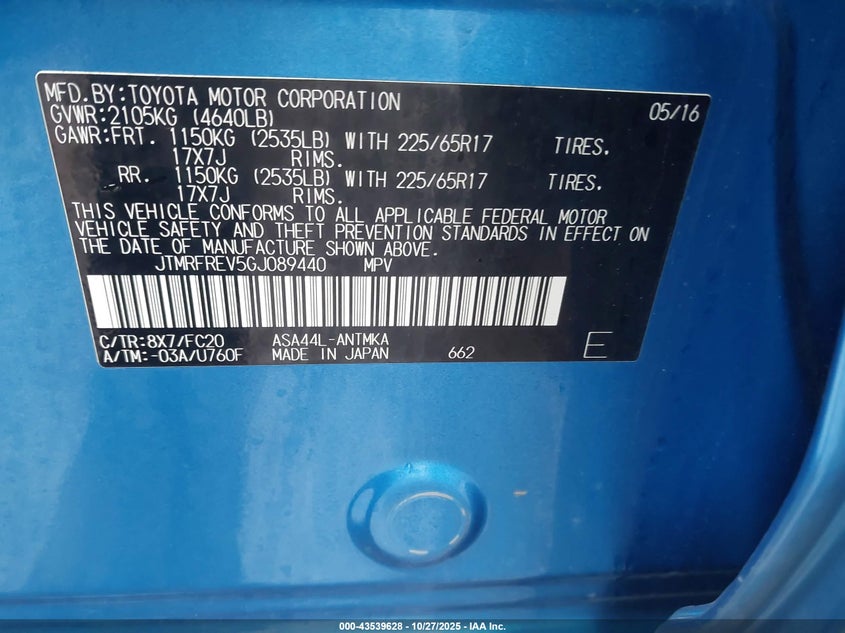 MFD.BY:TOYOTA MOTOR CORPORATION 05/16
GVWR:2105KG (4640LB)
GAWR:FRT. 1150KG (2535LB) WITH 225/65R17 TIRES.
17X7J RIMS.
RR. 1150KG (2535LB) WITH 225/65R17 TIRES.
17X7J RIMS.
THIS VEHICLE CONFORMS TO ALL APPLICABLE FEDERAL MOTOR
VEHICLE SAFETY AND THEFT PREVENTION STANDARDS IN EFFECT ON
THE DATE OF MANUFACTURE SHOWN ABOVE.
JTMRFREV5GJ089440 MPV
C/TR:8X7/FC20 ASA44L-ANTMKA
A/TM:-03A/U760F MADE IN JAPAN 662 E
000-43539628 - 10/27/2025 - IAA Inc.